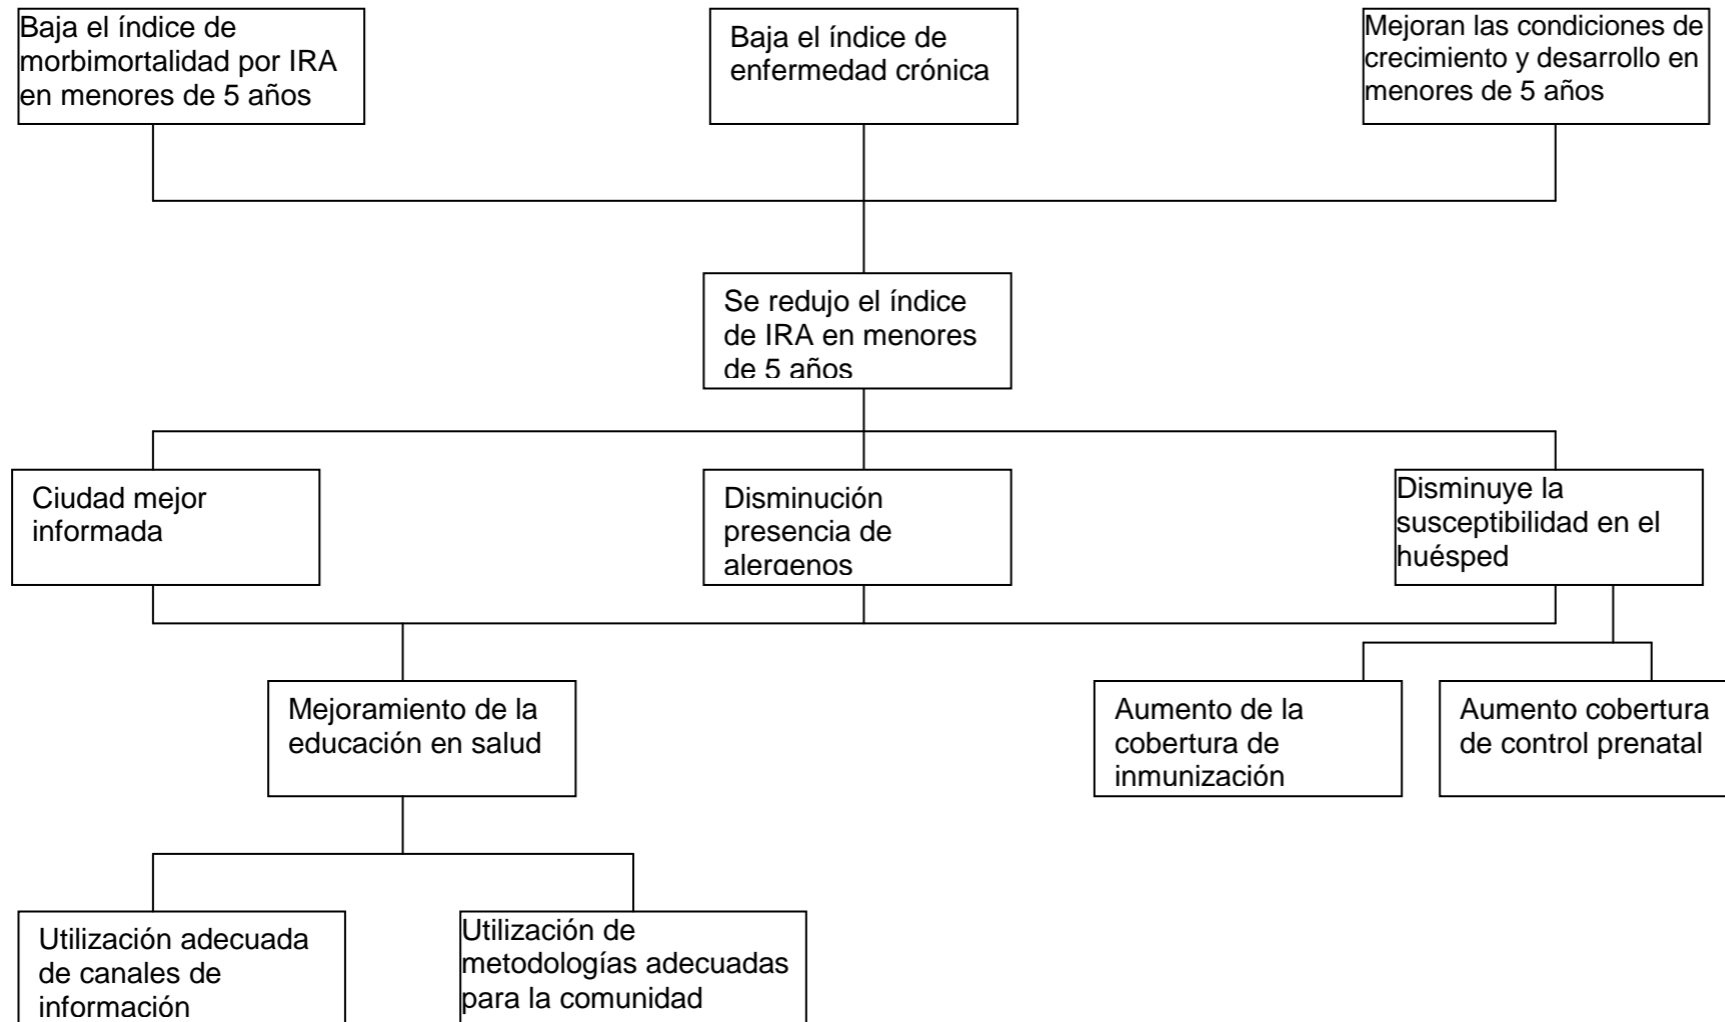 Baja el índice de
morbimortalidad por IRA
en menores de 5 años
Baja el índice de
enfermedad crónica
Mejoran las condiciones de
crecimiento y desarrollo en
menores de 5 años
Se redujo el índice
de IRA en menores
de 5 años
Ciudad mejor
informada
Disminución
presencia de
alergenos
Disminuye la
susceptibilidad en el
huésped
Mejoramiento de la
educación en salud
Aumento de la
cobertura de
inmunización
Aumento cobertura
de control prenatal
Utilización adecuada
de canales de
información
Utilización de
metodologías adecuadas
para la comunidad